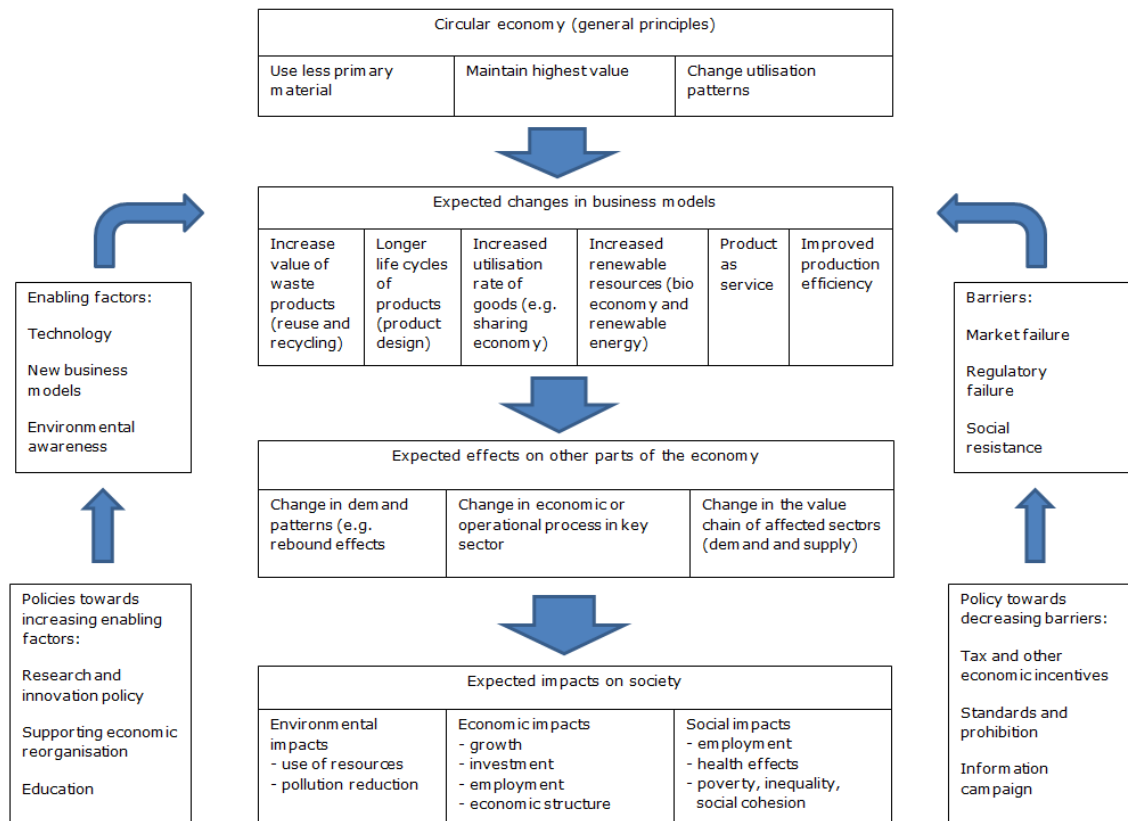 Circular economy (general principles)
Use less primary
material
Maintain highest value
Change utilisation
patterns
Expected changes in business models
Increase
value of
waste
products
(reuse and
recycling)
Longer
life cycles
of
products
(product
design)
Increased
utilisation
rate of
goods (e.g.
sharing
economy)
Increased
renewable
resources (bio
economy and
renewable
energy)
Product
as
service
Improved
production
efficiency
Enabling factors:
Technology
New business
models
Environmental
awareness
Barriers:
Market failure
Regulatory
failure
Social
resistance
Expected effects on other parts of the economy
Change in demand
patterns (e.g.
rebound effects
Change in economic or
operational process in key
sector
Change in the value
chain of affected sectors
(demand and supply)
Policies towards
increasing enabling
factors:
Research and
innovation policy
Supporting economic
reorganisation
Education
Policy towards
decreasing barriers:
Tax and other
economic incentives
Standards and
prohibition
Information
campaign
Expected impacts on society
Environmental
impacts
- use of resources
- pollution reduction
Economic impacts
- growth
- investment
- employment
- economic structure
Social impacts
- employment
- health effects
- poverty, inequality,
social cohesion